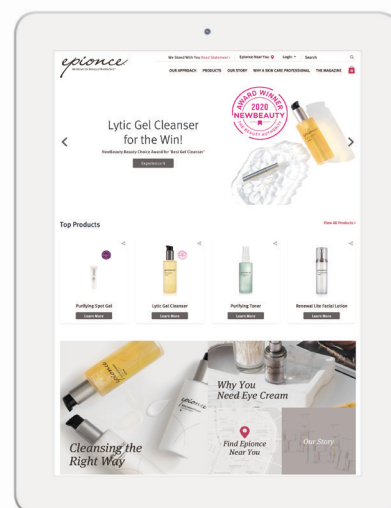 epionce
We Stand With You Read Statement
Epionce Near You
Login
Search
OUR APPROACH PRODUCTS OUR STORY WHY A SKIN CARE PROFESSIONAL THE MAGAZINE
Lytic Gel Cleanser
for the Win!
NewBeauty Beauty Choice Award for 'Best Gel Cleanser'
Experience It
AWARD WINNER
2020
NEWBEAUTY
THE BEAUTY AUTHORITY
Top Products
View All Products
Purifying Spot Gel
Learn More
Lytic Gel Cleanser
Learn More
Purifying Toner
Learn More
Renewal Lite Facial Lotion
Learn More
epionce
Cleansing the
Right Way
Why You
Need Eye Cream
Find Epionce
Near You
Our Story